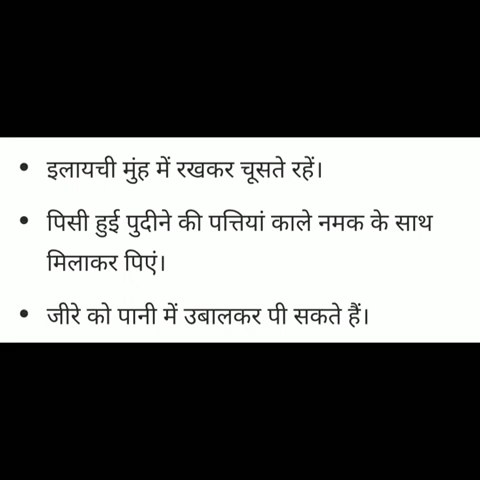 • इलायची मुंह में रखकर चूसते रहें।
• पिसी हुई पुदीने की पत्तियां काले नमक के साथ
मिलाकर पिएं।
• जीरे को पानी में उबालकर पी सकते हैं।